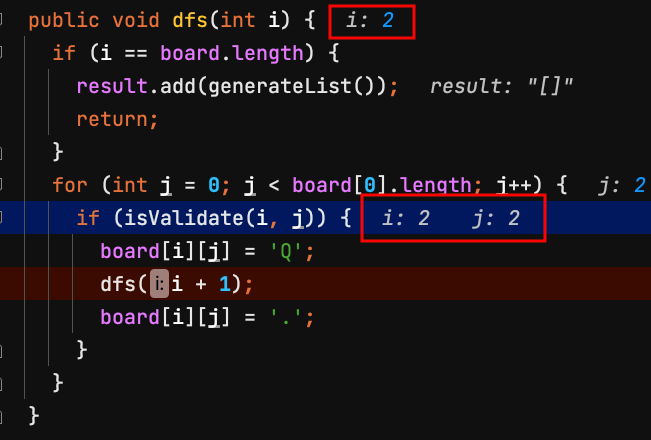 public void dfs(int i) { i: 2
if (i == board.length) {
result.add(generateList()); result: "[]"
return;
}
for (int j = 0; j < board[0].length; j++) { j: 2
if (isValidate(i, j)) { i: 2 j: 2
board[i][j] = 'Q';
dfs( i: i + 1);
board[i][j] = '.';
}
}
}